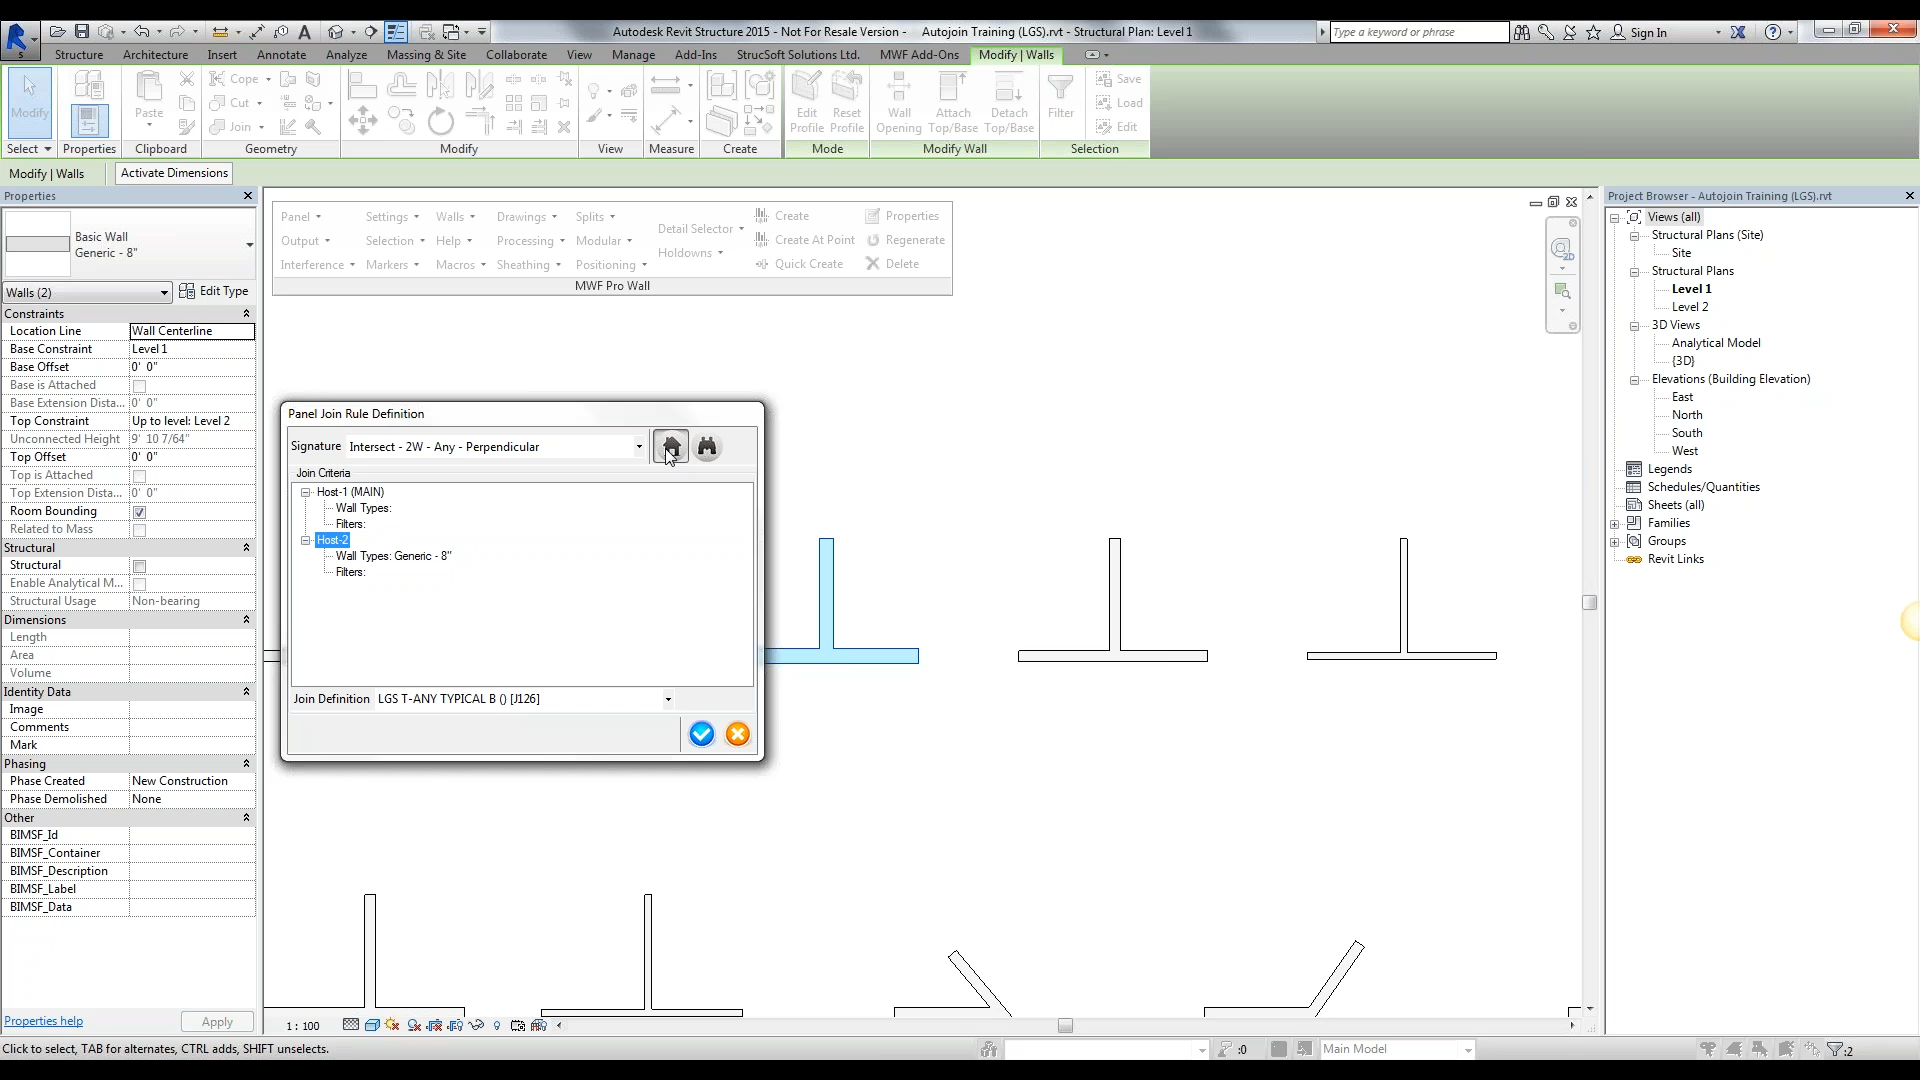 Autodesk Revit Structure 2015 - Not For Resale Version - Autojoin Training (LGS).rvt - Structural Plan: Level 1
Type a keyword or phrase
Sign In
Structure Architecture Insert Annotate Analyze Massing & Site Collaborate View Manage Add-Ins StrucSoft Solutions Ltd. MWF Add-Ons Modify | Walls
Modify
Paste
Cope
Cut
Join
Edit Profile
Reset Profile
Wall Opening
Attach Top/Base
Detach Top/Base
Filter
Save
Load
Edit
Select Properties Clipboard Geometry Modify View Measure Create Mode Modify Wall Selection
Modify | Walls Activate Dimensions
Properties
Basic Wall
Generic - 8"
Walls (2) Edit Type
Constraints
Location Line Wall Centerline
Base Constraint Level 1
Base Offset 0' 0"
Base is Attached
Base Extension Dista... 0' 0"
Top Constraint Up to level: Level 2
Unconnected Height 9' 10 7/64"
Top Offset 0' 0"
Top is Attached
Top Extension Dista... 0' 0"
Room Bounding
Related to Mass
Structural
Structural
Enable Analytical M...
Structural Usage Non-bearing
Dimensions
Length
Area
Volume
Identity Data
Image
Comments
Mark
Phasing
Phase Created New Construction
Phase Demolished None
Other
BIMSF_Id
BIMSF_Container
BIMSF_Description
BIMSF_Label
BIMSF_Data
Properties help Apply
Panel Settings Walls Drawings Splits Detail Selector Create Properties
Output Selection Help Processing Modular Holdowns Create At Point Regenerate
Interference Markers Macros Sheathing Positioning Quick Create Delete
MWF Pro Wall
Panel Join Rule Definition
Signature Intersect - 2W - Any - Perpendicular
Join Criteria
Host-1 (MAIN)
Wall Types:
Filters:
Host-2
Wall Types: Generic - 8"
Filters:
Join Definition LGS T-ANY TYPICAL B () [J126]
2D
Project Browser - Autojoin Training (LGS).rvt
Views (all)
Structural Plans (Site)
Site
Structural Plans
Level 1
Level 2
3D Views
Analytical Model
{3D}
Elevations (Building Elevation)
East
North
South
West
Legends
Schedules/Quantities
Sheets (all)
Families
Groups
Revit Links
1 : 100
Click to select, TAB for alternates, CTRL adds, SHIFT unselects.
:0
Main Model
:2